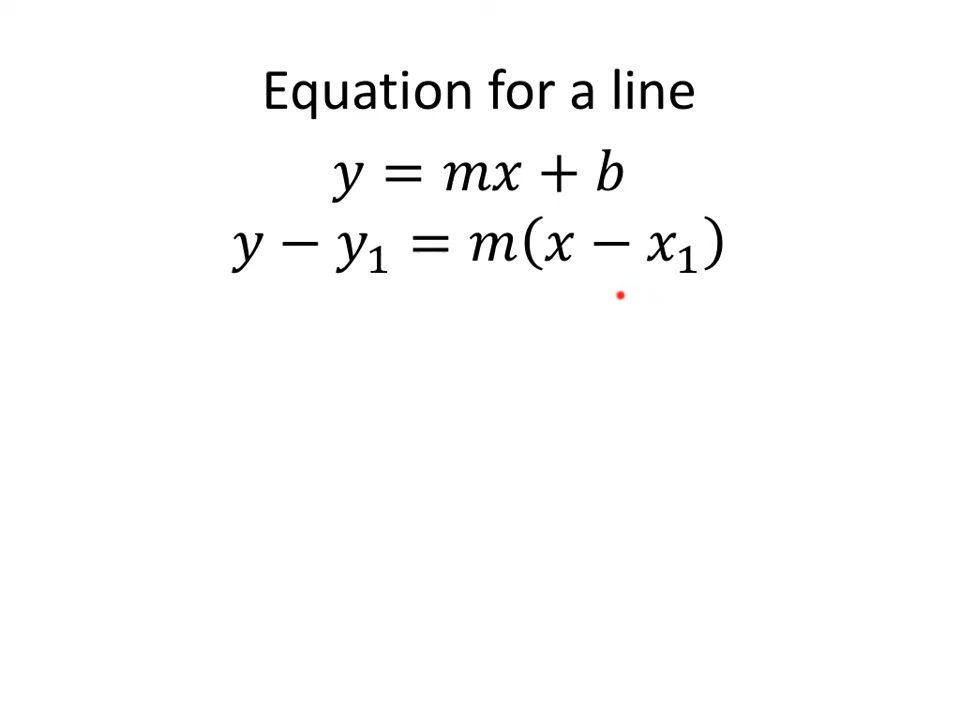 Equation for a line
y = mx + b
y − y₁ = m(x − x₁)